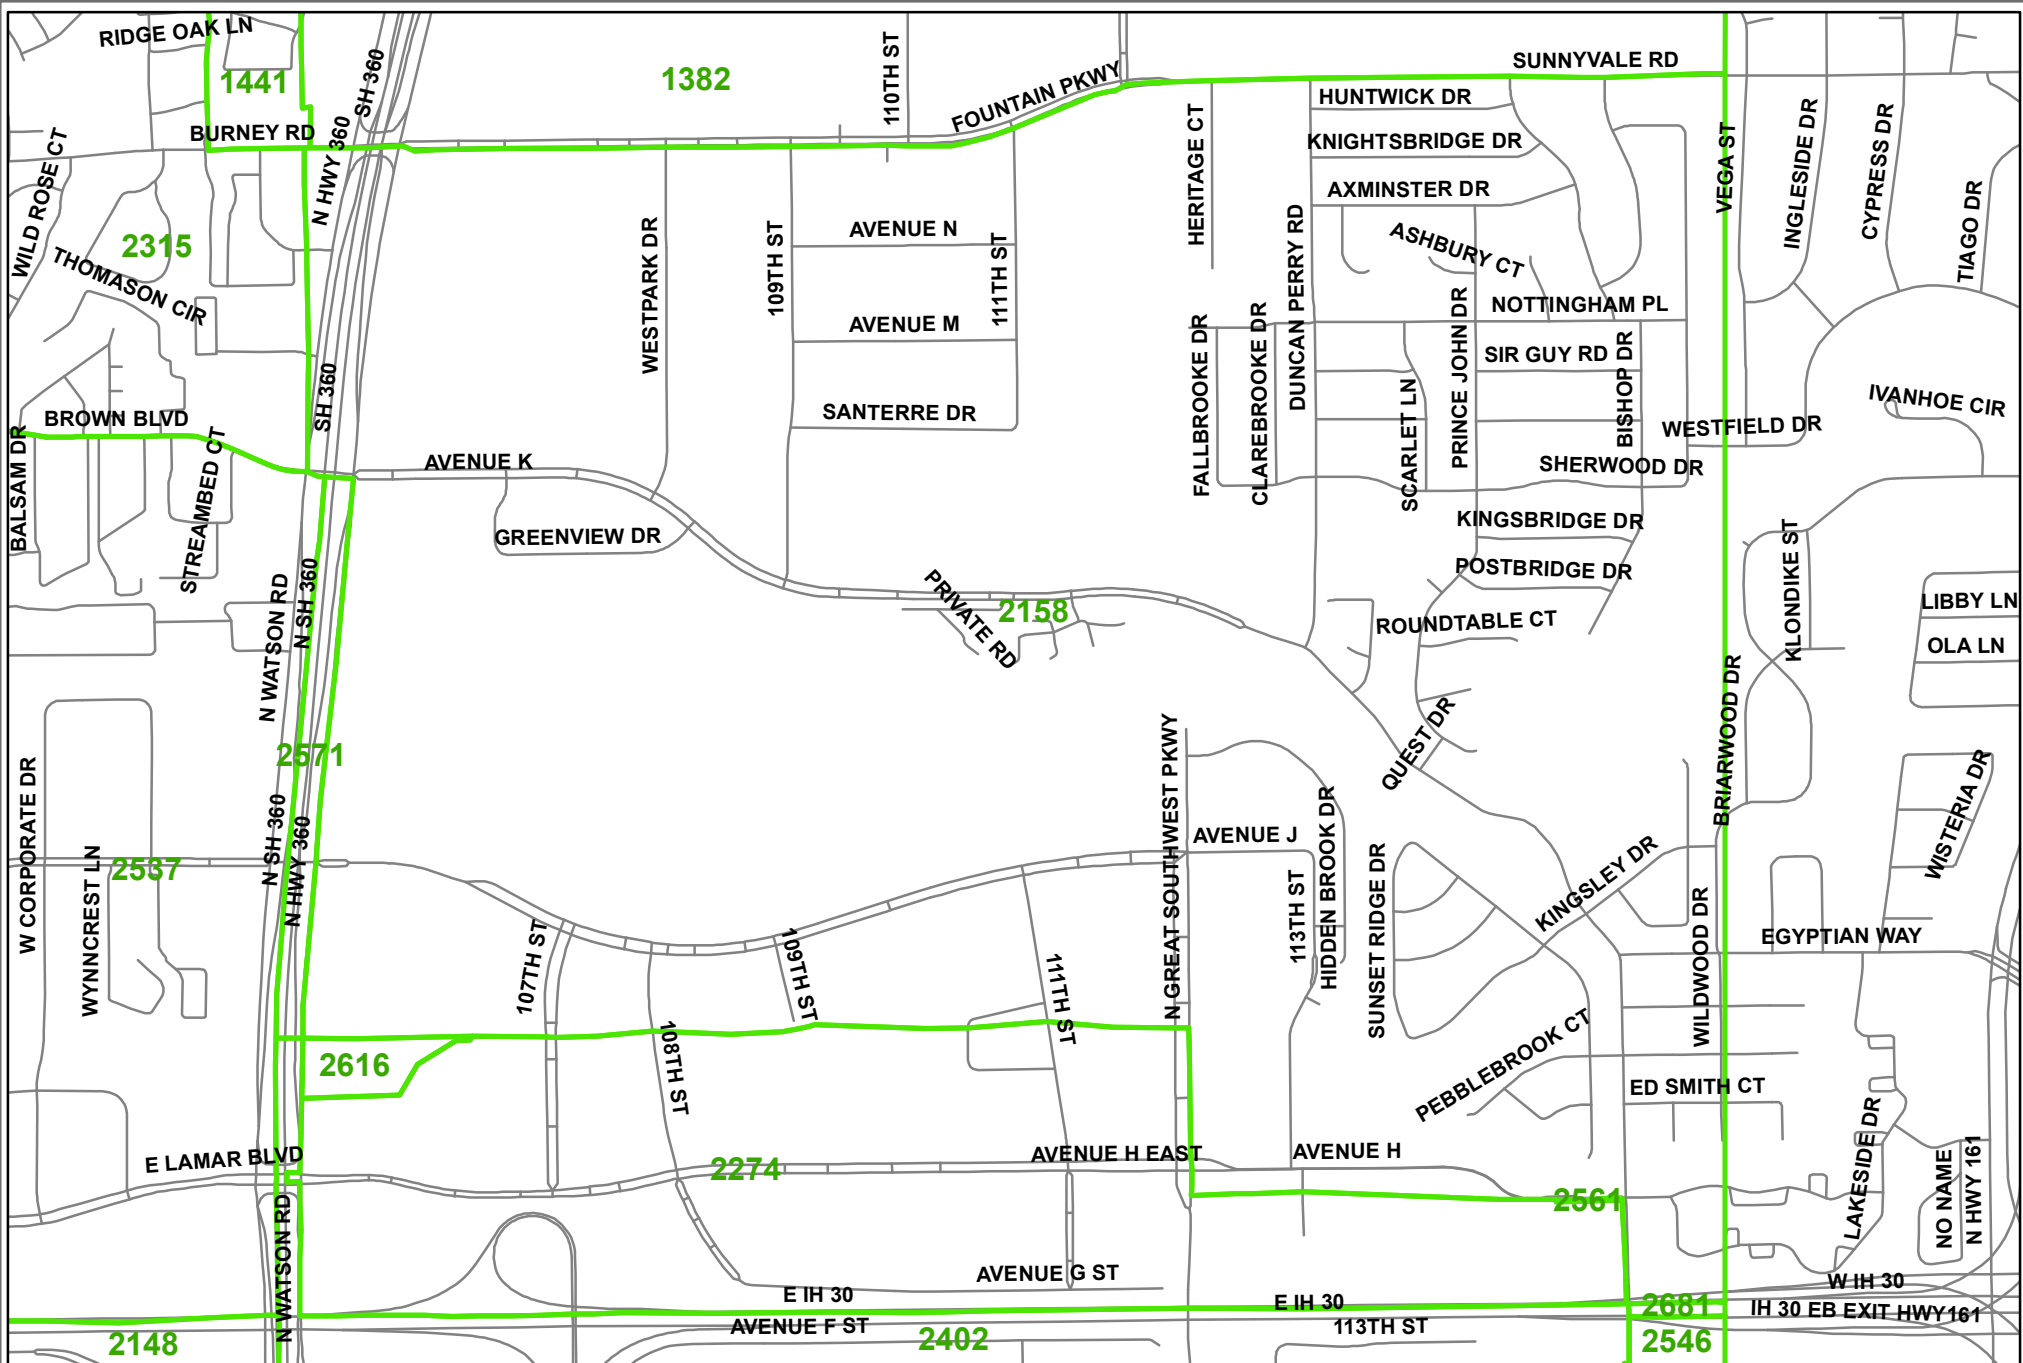 RIDGE OAK LN
1441
SH 360
1382
110TH ST
FOUNTAIN PKWY
SUNNYVALE RD
BURNEY RD
N HWY 360
HUNTWICK DR
HERITAGE CT
KNIGHTSBRIDGE DR
VEGA ST
INGLESIDE DR
CYPRESS DR
WILD ROSE CT
AXMINSTER DR
TIAGO DR
2315
THOMASON CIR
WESTPARK DR
109TH ST
AVENUE N
111TH ST
DUNCAN PERRY RD
ASHBURY CT
AVENUE M
NOTTINGHAM PL
FALLBROOKE DR
CLAREBROOKE DR
PRINCE JOHN DR
SIR GUY RD
BISHOP DR
SH 360
SCARLET LN
IVANHOE CIR
BROWN BLVD
SANTERRE DR
WESTFIELD DR
BALSAM DR
STREAMBED CT
AVENUE K
SHERWOOD DR
GREENVIEW DR
KINGSBRIDGE DR
KLONDIKE ST
POSTBRIDGE DR
N WATSON RD
N SH 360
PRIVATE RD
2158
ROUNDTABLE CT
LIBBY LN
OLA LN
2571
QUEST DR
BRIARWOOD DR
W CORPORATE DR
N SH 360
N HWY 360
N GREAT SOUTHWEST PKWY
AVENUE J
HIDDEN BROOK DR
WISTERIA DR
2537
WYNNCREST LN
113TH ST
SUNSET RIDGE DR
KINGSLEY DR
107TH ST
109TH ST
111TH ST
WILDWOOD DR
EGYPTIAN WAY
2616
108TH ST
PEBBLEBROOK CT
ED SMITH CT
LAKESIDE DR
E LAMAR BLVD
2274
AVENUE H EAST
AVENUE H
NO NAME
N HWY 161
2561
N WATSON RD
AVENUE G ST
E IH 30
E IH 30
W IH 30
2681
IH 30 EB EXIT HWY161
2148
AVENUE F ST
2402
113TH ST
2546